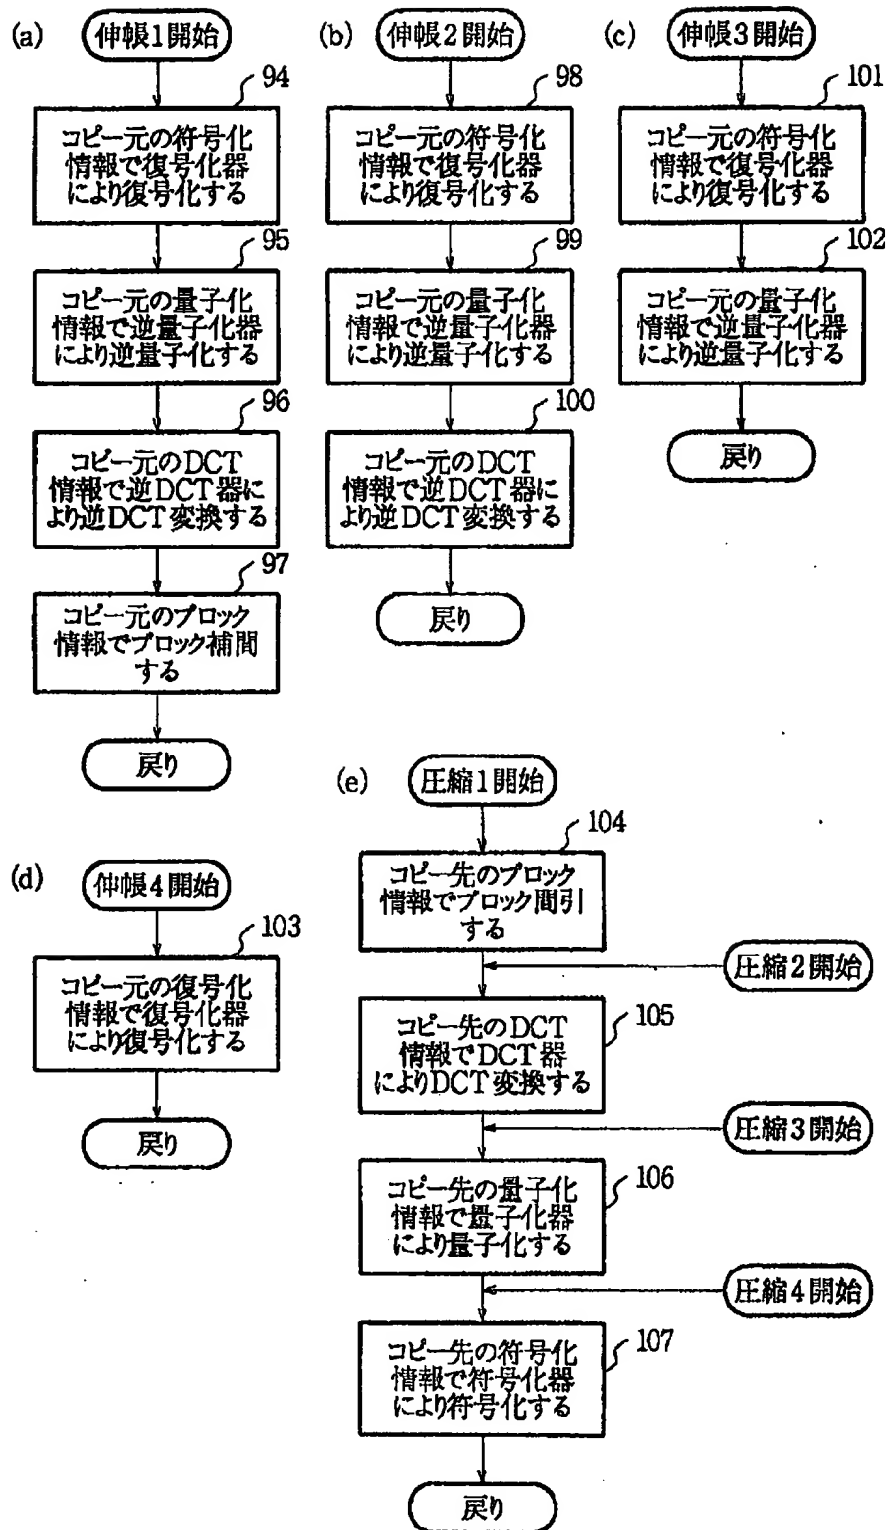 (a)
伸帳1開始
94
コピー元の符号化
情報で復号化器
により復号化する
95
コピー元の量子化
情報で逆量子化器
により逆量子化する
96
コピー元のDCT
情報で逆DCT器に
より逆DCT変換する
97
コピー元のブロック
情報でブロック補間
する
戻り
(b)
伸帳2開始
98
コピー元の符号化
情報で復号化器
により復号化する
99
コピー元の量子化
情報で逆量子化器
により逆量子化する
100
コピー元のDCT
情報で逆DCT器に
より逆DCT変換する
戻り
(c)
伸帳3開始
101
コピー元の符号化
情報で復号化器
により復号化する
102
コピー元の量子化
情報で逆量子化器
により逆量子化する
戻り
(d)
伸帳4開始
103
コピー元の復号化
情報で復号化器
により復号化する
戻り
(e)
圧縮1開始
104
コピー先のブロック
情報でブロック間引
する
圧縮2開始
105
コピー先のDCT
情報でDCT器
によりDCT変換する
圧縮3開始
106
コピー先の量子化
情報で量子化器
により量子化する
圧縮4開始
107
コピー先の符号化
情報で符号化器
により符号化する
戻り